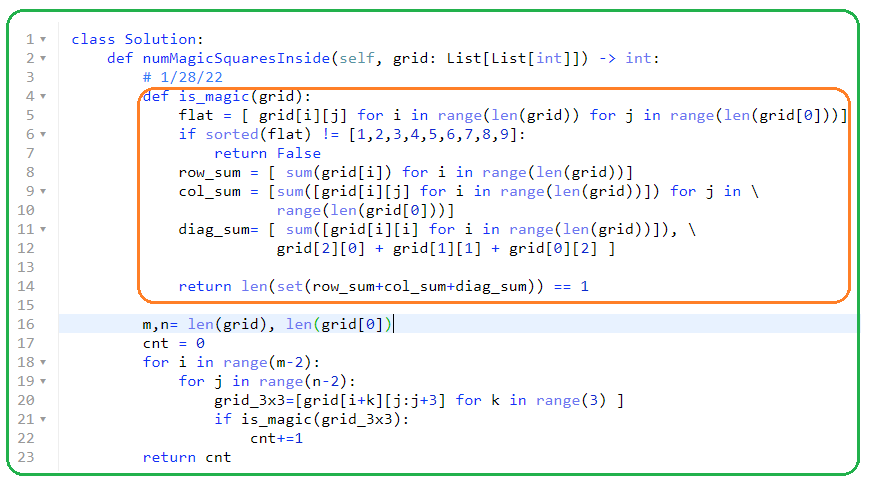 1 class Solution:
2     def numMagicSquaresInside(self, grid: List[List[int]]) -> int:
3         # 1/28/22
4         def is_magic(grid):
5             flat = [ grid[i][j] for i in range(len(grid)) for j in range(len(grid[0]))]
6             if sorted(flat) != [1,2,3,4,5,6,7,8,9]:
7                 return False
8             row_sum = [ sum(grid[i]) for i in range(len(grid))]
9             col_sum = [sum([grid[i][j] for i in range(len(grid))]) for j in \
10                        range(len(grid[0]))]
11             diag_sum= [ sum([grid[i][i] for i in range(len(grid))]), \
12                        grid[2][0] + grid[1][1] + grid[0][2] ]
13
14             return len(set(row_sum+col_sum+diag_sum)) == 1
15
16         m,n= len(grid), len(grid[0])
17         cnt = 0
18         for i in range(m-2):
19             for j in range(n-2):
20                 grid_3x3=[grid[i+k][j:j+3] for k in range(3) ]
21                 if is_magic(grid_3x3):
22                     cnt+=1
23         return cnt